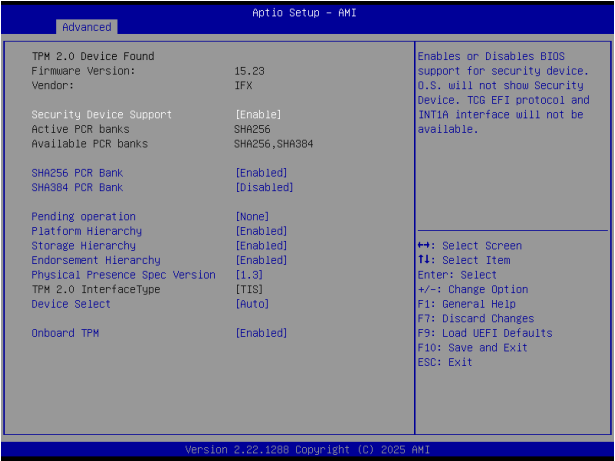 Aptio Setup - AMI
Advanced
TPM 2.0 Device Found
Firmware Version: 15.23
Vendor: IFX
Security Device Support [Enable]
Active PCR banks SHA256
Available PCR banks SHA256,SHA384
SHA256 PCR Bank [Enabled]
SHA384 PCR Bank [Disabled]
Pending operation [None]
Platform Hierarchy [Enabled]
Storage Hierarchy [Enabled]
Endorsement Hierarchy [Enabled]
Physical Presence Spec Version [1.3]
TPM 2.0 InterfaceType [TIS]
Device Select [Auto]
Onboard TPM [Enabled]
Enables or Disables BIOS
support for security device.
O.S. will not show Security
Device. TCG EFI protocol and
INT1A interface will not be
available.
→←: Select Screen
↑↓: Select Item
Enter: Select
+/-: Change Option
F1: General Help
F7: Discard Changes
F9: Load UEFI Defaults
F10: Save and Exit
ESC: Exit
Version 2.22.1288 Copyright (C) 2025 AMI